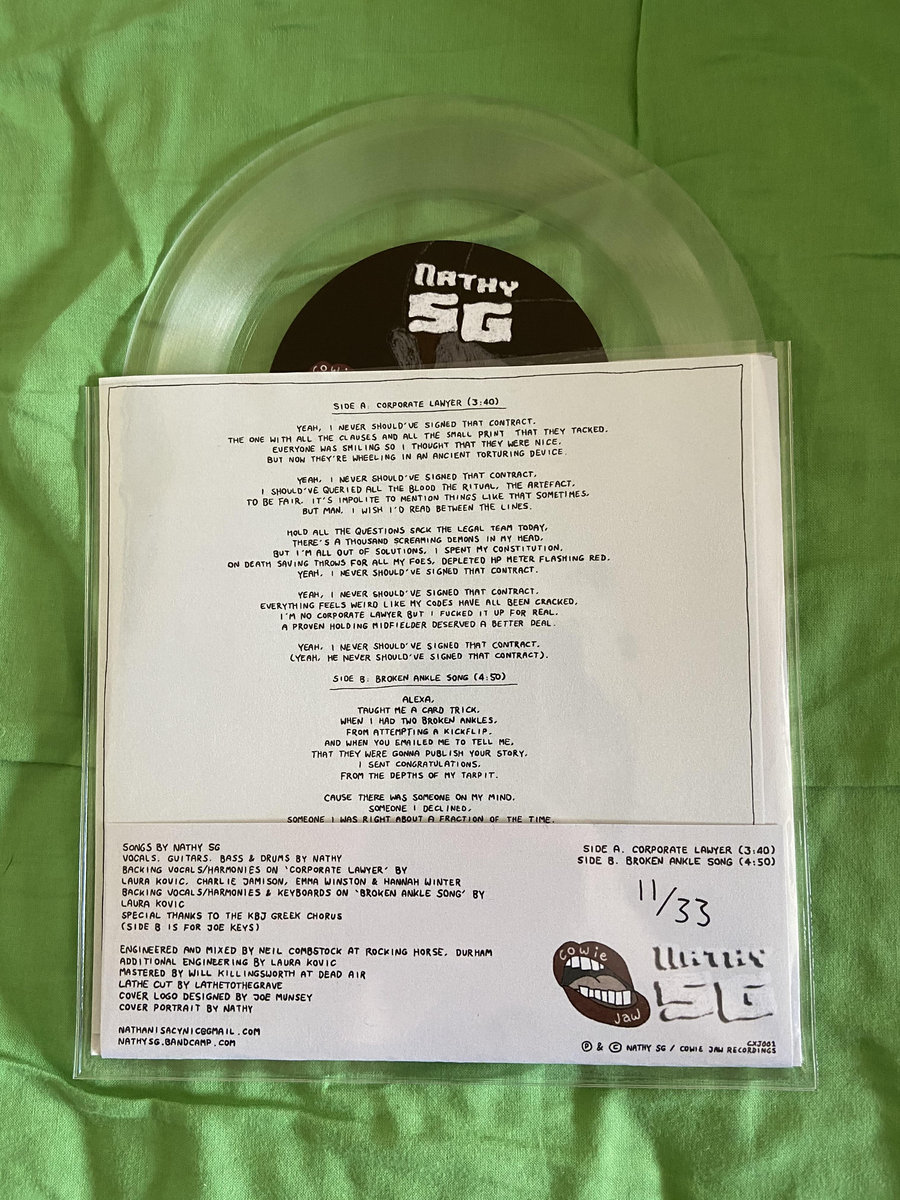 NATHY
SG
COWIE
SIDE A: CORPORATE LAWYER (3:40)
YEAH, I NEVER SHOULD'VE SIGNED THAT CONTRACT.
THE ONE WITH ALL THE CLAUSES AND ALL THE SMALL PRINT THAT THEY TACKED.
EVERYONE WAS SMILING SO I THOUGHT THAT THEY WERE NICE.
BUT NOW THEY'RE WHEELING IN AN ANCIENT TORTURING DEVICE.
YEAH, I NEVER SHOULD'VE SIGNED THAT CONTRACT,
I SHOULD'VE QUERIED ALL THE BLOOD THE RITUAL, THE ARTEFACT,
TO BE FAIR, IT'S IMPOLITE TO MENTION THINGS LIKE THAT SOMETIMES,
BUT MAN, I WISH I'D READ BETWEEN THE LINES.
HOLD ALL THE QUESTIONS SACK THE LEGAL TEAM TODAY,
THERE'S A THOUSAND SCREAMING DEMONS IN MY HEAD,
BUT I'M ALL OUT OF SOLUTIONS, I SPENT MY CONSTITUTION,
ON DEATH SAVING THROWS FOR ALL MY FOES, DEPLETED HP METER FLASHING RED.
YEAH, I NEVER SHOULD'VE SIGNED THAT CONTRACT.
YEAH, I NEVER SHOULD'VE SIGNED THAT CONTRACT,
EVERYTHING FEELS WEIRD LIKE MY CODES HAVE ALL BEEN CRACKED,
I'M NO CORPORATE LAWYER BUT I FUCKED IT UP FOR REAL,
A PROVEN HOLDING MIDFIELDER DESERVED A BETTER DEAL.
YEAH, I NEVER SHOULD'VE SIGNED THAT CONTRACT.
(YEAH, HE NEVER SHOULD'VE SIGNED THAT CONTRACT).
SIDE B: BROKEN ANKLE SONG (4:50)
ALEXA,
TAUGHT ME A CARD TRICK,
WHEN I HAD TWO BROKEN ANKLES,
FROM ATTEMPTING A KICKFLIP,
AND WHEN YOU EMAILED ME TO TELL ME,
THAT THEY WERE GONNA PUBLISH YOUR STORY,
I SENT CONGRATULATIONS,
FROM THE DEPTHS OF MY TARPIT.
CAUSE THERE WAS SOMEONE ON MY MIND,
SOMEONE I DECLINED,
SOMEONE I WAS RIGHT ABOUT A FRACTION OF THE TIME.
SONGS BY NATHY SG
VOCALS, GUITARS, BASS & DRUMS BY NATHY
BACKING VOCALS/HARMONIES ON 'CORPORATE LAWYER' BY
LAURA KOVIC, CHARLIE JAMISON, EMMA WINSTON & HANNAH WINTER
BACKING VOCALS/HARMONIES & KEYBOARDS ON 'BROKEN ANKLE SONG' BY
LAURA KOVIC
SPECIAL THANKS TO THE KBJ GREEK CHORUS
(SIDE B IS FOR JOE KEYS)
ENGINEERED AND MIXED BY NEIL COMBSTOCK AT ROCKING HORSE, DURHAM
ADDITIONAL ENGINEERING BY LAURA KOVIC
MASTERED BY WILL KILLINGSWORTH AT DEAD AIR
LATHE CUT BY LATHETOTHEGRAVE
COVER LOGO DESIGNED BY JOE MUNSEY
COVER PORTRAIT BY NATHY
NATHANISACYNIC@GMAIL.COM
NATHYSG.BANDCAMP.COM
SIDE A: CORPORATE LAWYER (3:40)
SIDE B: BROKEN ANKLE SONG (4:50)
11/33
COWIE
JAW
NATHY
SG
CXJ001
Ⓟ & © NATHY SG / COWIE JAW RECORDINGS